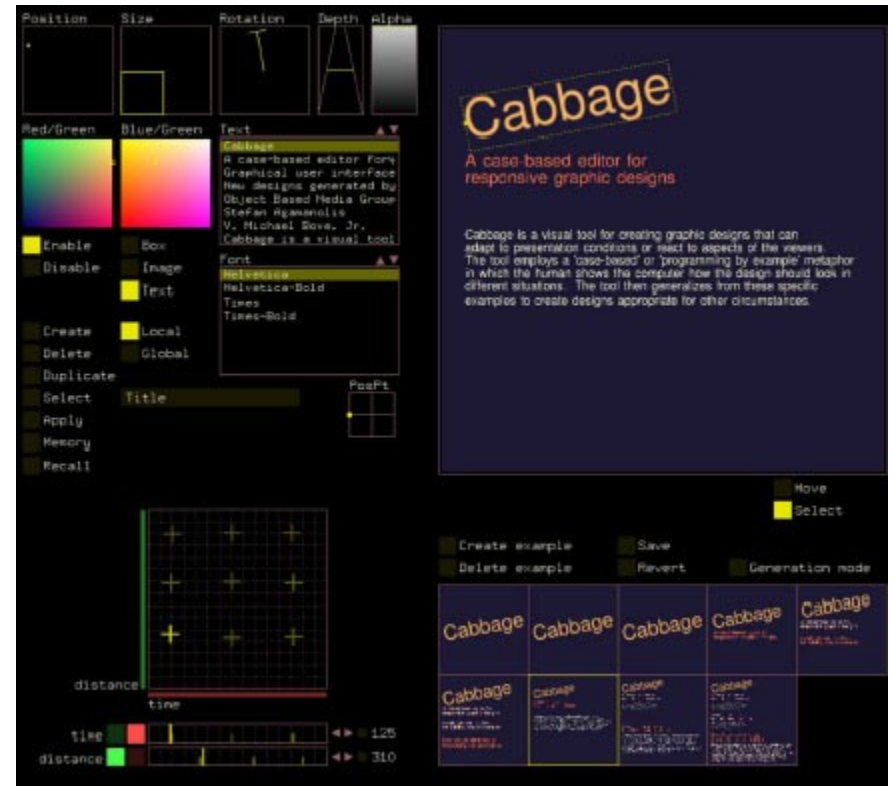 Position
Size
Rotation
Depth
Alpha
Red/Green
Blue/Green
Text
Cabbage
A case-based editor for
Graphical user interface
New designs generated by
Object Based Media Group
Stefan Agamanolis
V. Michael Bove, Jr.
Cabbage is a visual tool
Enable
Disable
Box
Image
Text
Font
Helvetica
Helvetica-Bold
Times
Times-Bold
Create
Delete
Duplicate
Select
Apply
Memory
Recall
Local
Global
Title
PosPt
distance
time
time
125
distance
310
Cabbage
A case-based editor for
responsive graphic designs
Cabbage is a visual tool for creating graphic designs that can
adapt to presentation conditions or react to aspects of the viewers.
The tool employs a 'case-based' or 'programming by example' metaphor
in which the human shows the computer how the design should look in
different situations. The tool then generalizes from these specific
examples to create designs appropriate for other circumstances.
Move
Select
Create example
Save
Delete example
Revert
Generation mode
Cabbage
Cabbage
Cabbage
Cabbage
Cabbage
Cabbage
Cabbage
Cabbage
Cabbage